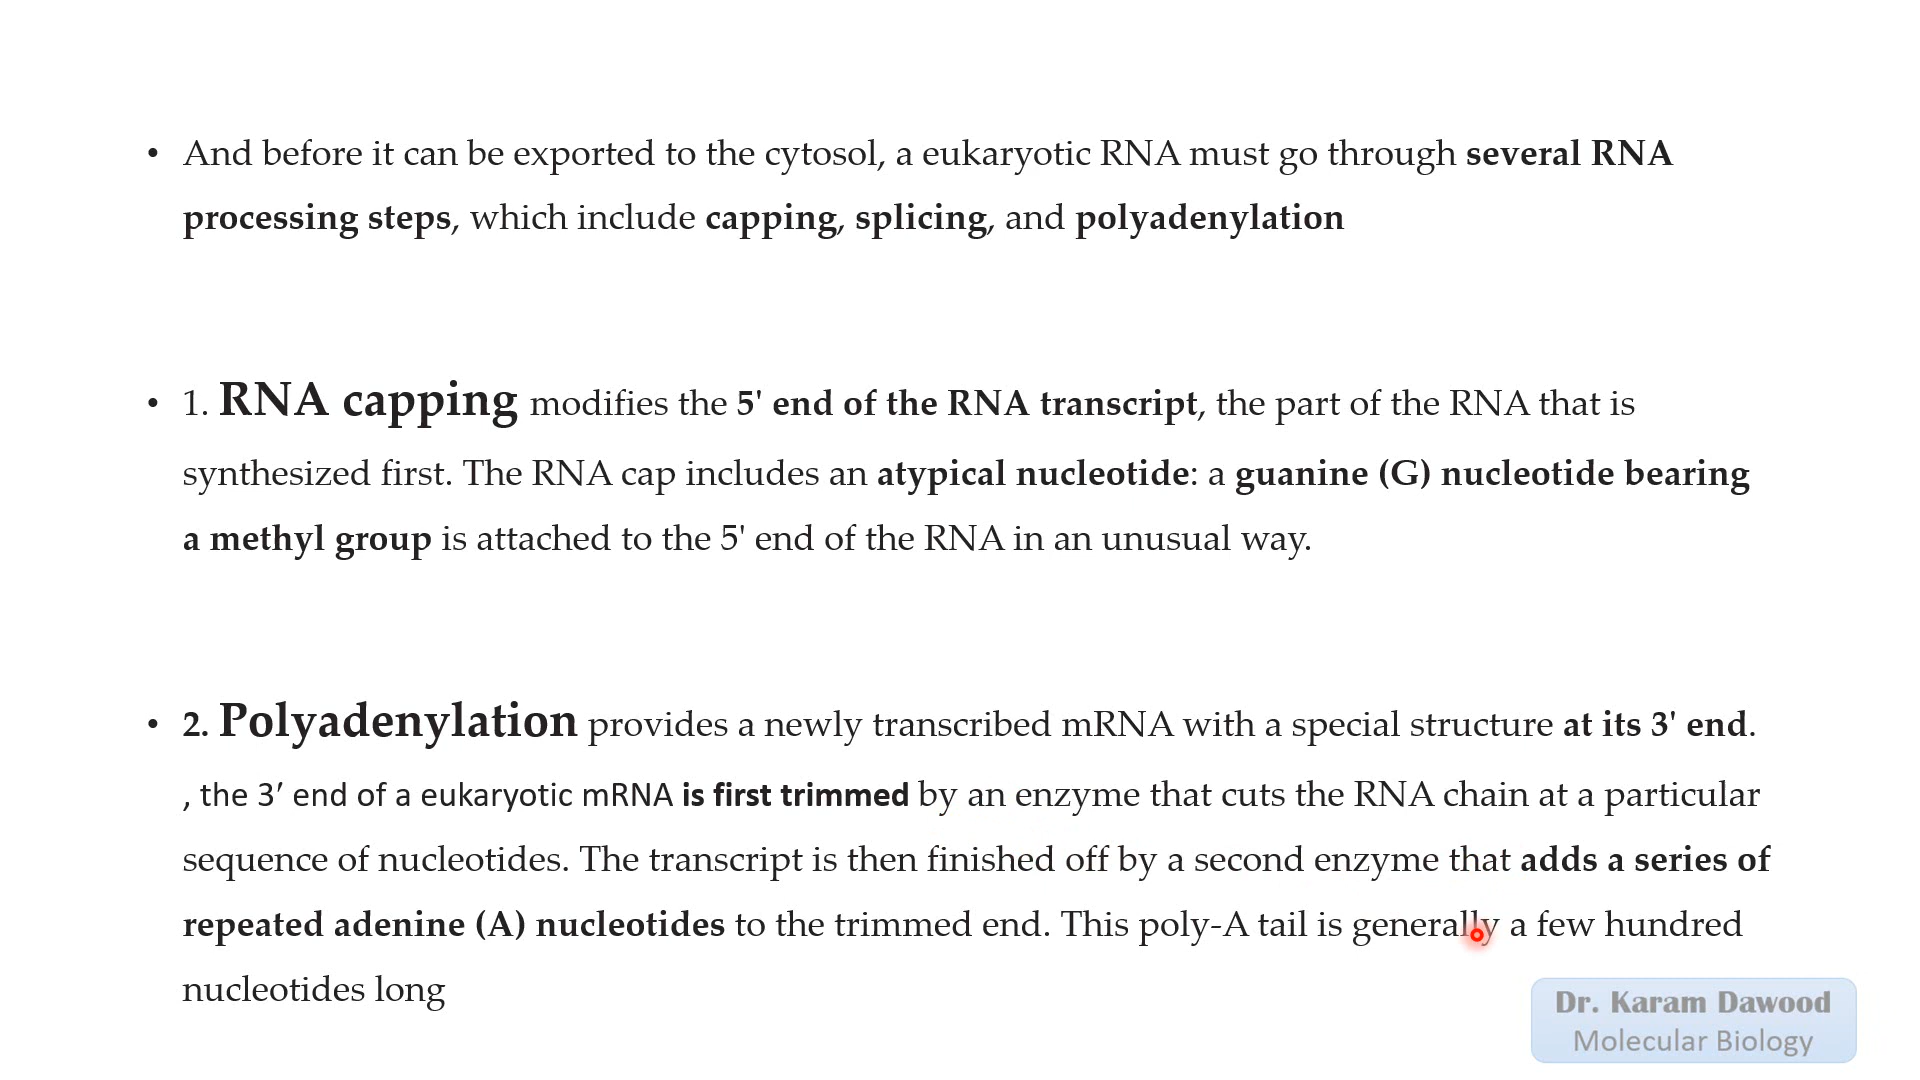 • And before it can be exported to the cytosol, a eukaryotic RNA must go through several RNA
processing steps, which include capping, splicing, and polyadenylation
• 1. RNA capping modifies the 5' end of the RNA transcript, the part of the RNA that is
synthesized first. The RNA cap includes an atypical nucleotide: a guanine (G) nucleotide bearing
a methyl group is attached to the 5' end of the RNA in an unusual way.
• 2. Polyadenylation provides a newly transcribed mRNA with a special structure at its 3' end.
, the 3′ end of a eukaryotic mRNA is first trimmed by an enzyme that cuts the RNA chain at a particular
sequence of nucleotides. The transcript is then finished off by a second enzyme that adds a series of
repeated adenine (A) nucleotides to the trimmed end. This poly-A tail is generally a few hundred
nucleotides long
Dr. Karam Dawood
Molecular Biology